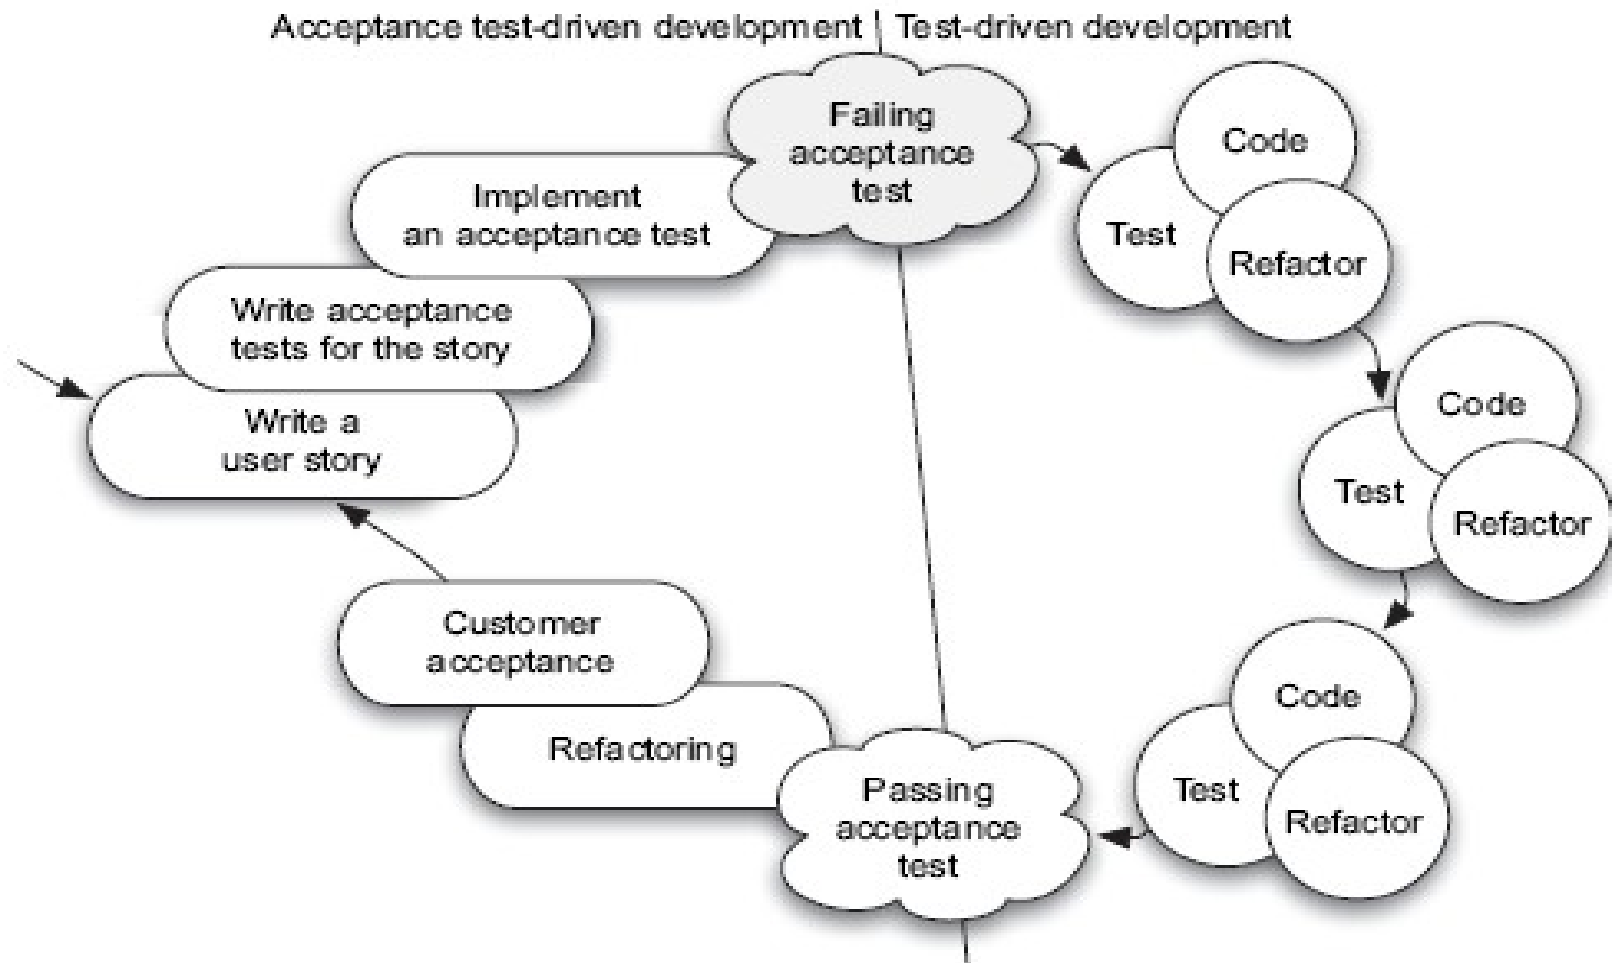 Acceptance test-driven development
Test-driven development
Failing
acceptance
test
Implement
an acceptance test
Write acceptance
tests for the story
Write a
user story
Code
Test
Refactor
Code
Test
Refactor
Code
Test
Refactor
Passing
acceptance
test
Refactoring
Customer
acceptance